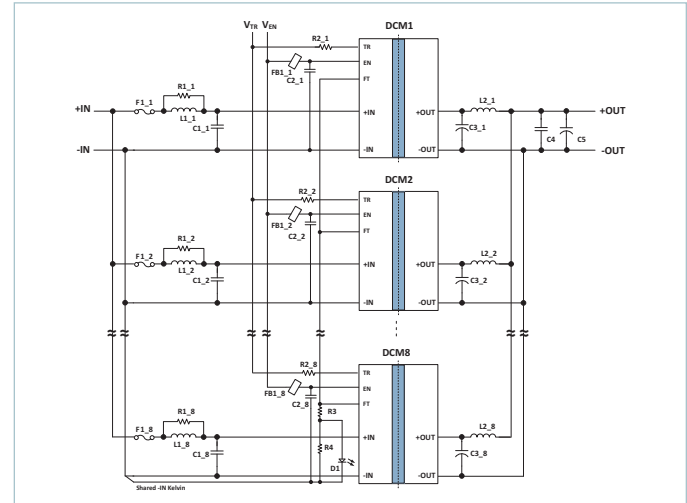 VTR VEN
DCM1
R2_1
TR
EN
FB1_1
C2_1
FT
R1_1
+IN
F1_1
L1_1
C1_1
+IN
+OUT
L2_1
+OUT
C3_1
C4
C5
-IN
-IN
-OUT
-OUT
DCM2
R2_2
TR
EN
FB1_2
C2_2
FT
R1_2
F1_2
L1_2
C1_2
+IN
+OUT
L2_2
C3_2
-IN
-OUT
DCM8
R2_8
TR
EN
FB1_8
C2_8
FT
R3
R1_8
F1_8
L1_8
C1_8
R4
D1
+IN
+OUT
L2_8
C3_8
-IN
-OUT
Shared -IN Kelvin